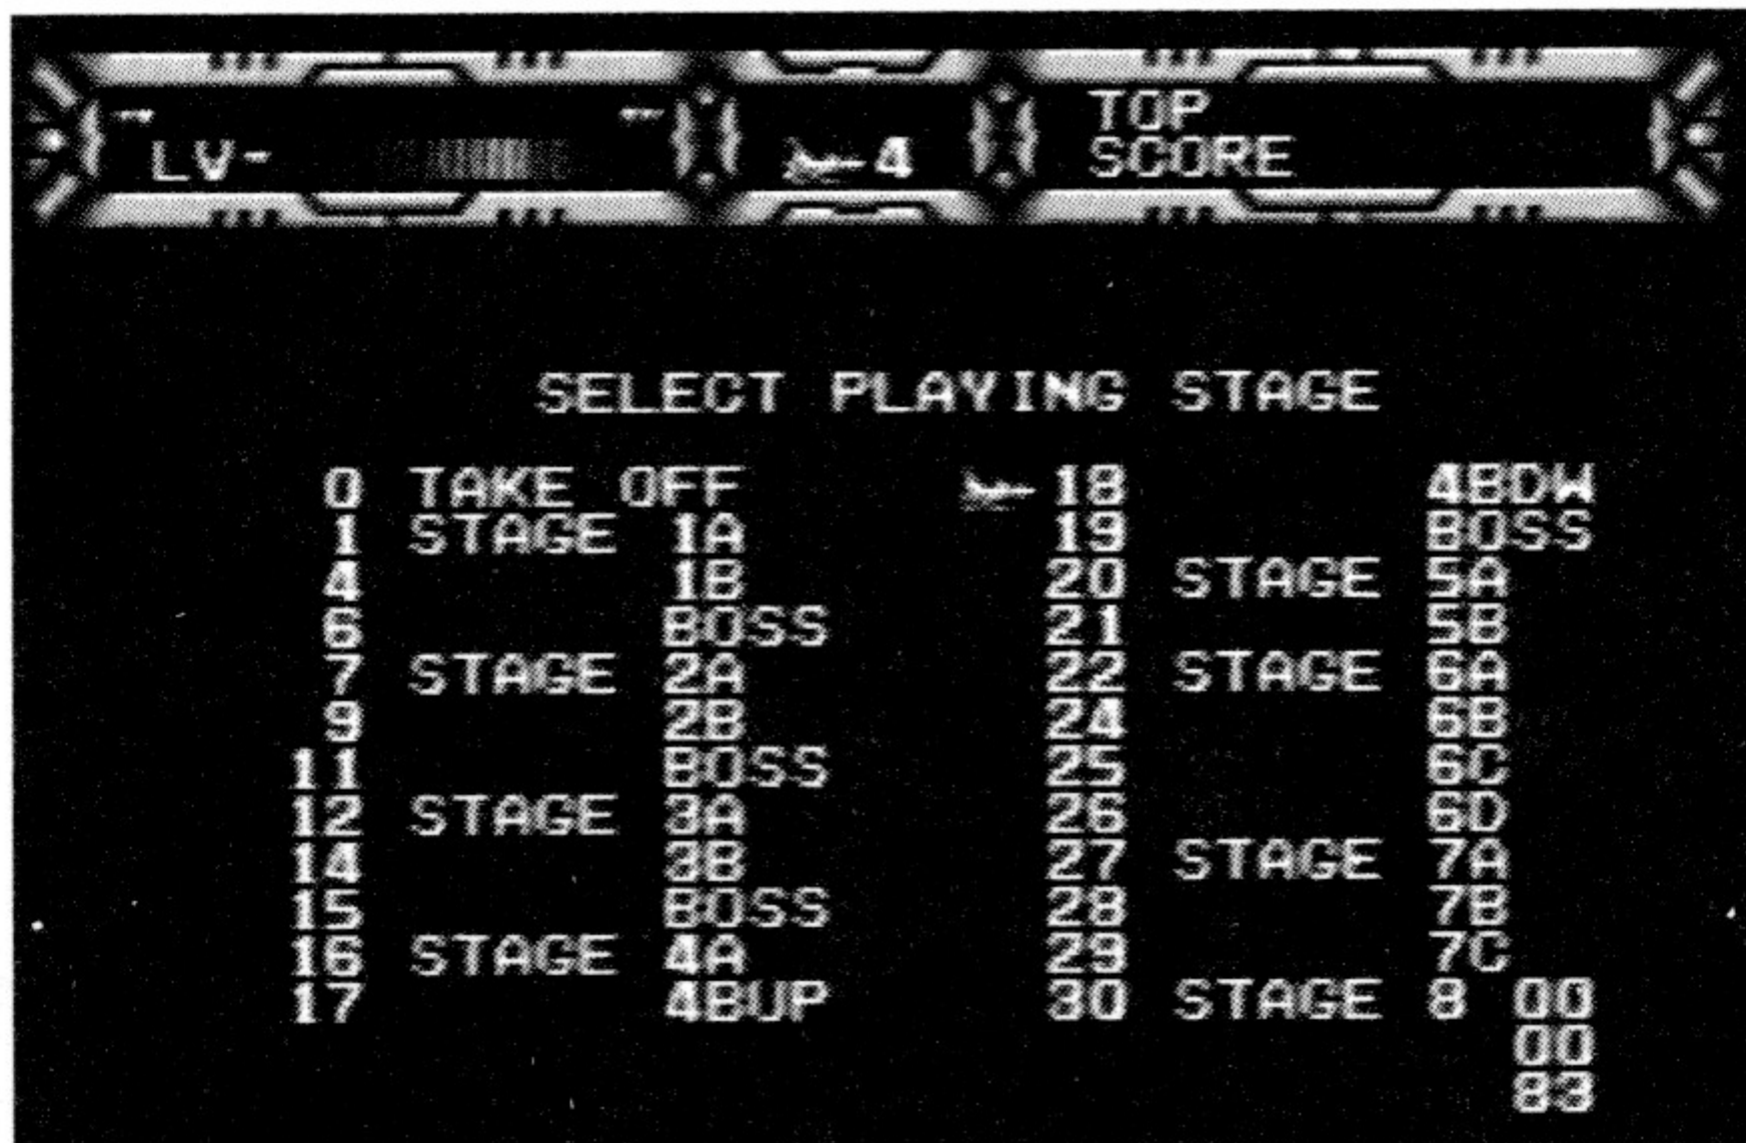 TOP
LV- 4 SCORE
SELECT PLAYING STAGE
0 TAKE OFF
1 STAGE 1A
4 1B
6 BOSS
7 STAGE 2A
9 2B
11 BOSS
12 STAGE 3A
14 3B
15 BOSS
16 STAGE 4A
17 4BUP
18 4BDW
19 BOSS
20 STAGE 5A
21 5B
22 STAGE 6A
24 6B
25 6C
26 6D
27 STAGE 7A
28 7B
29 7C
30 STAGE 8 00
00
83